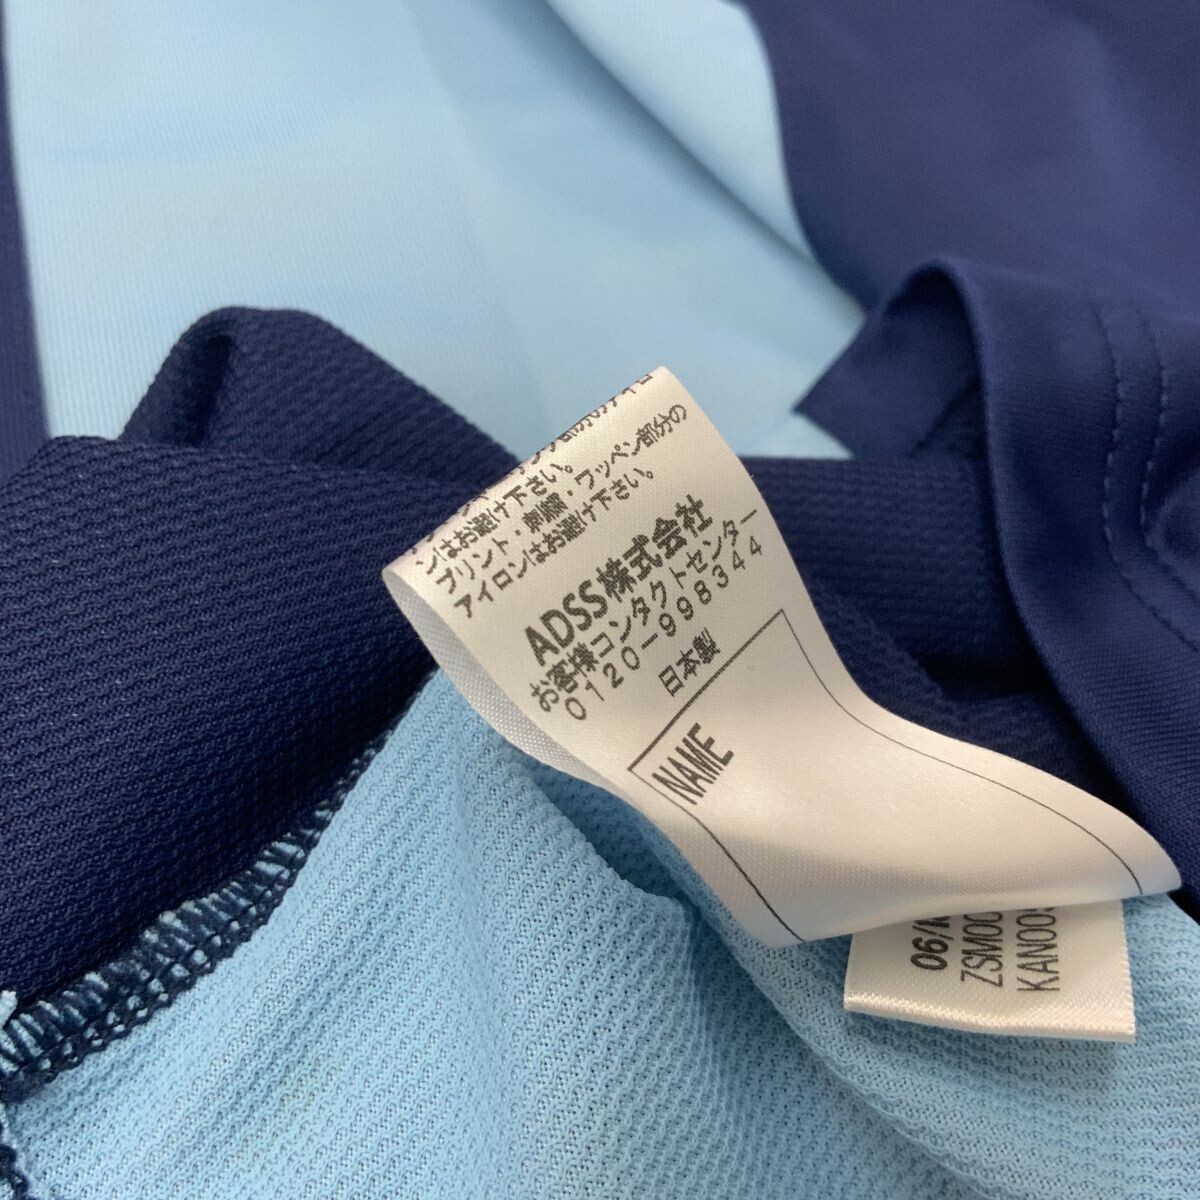 ンはお避け下さい。
プリント・刺繍・ワッペン部分の
アイロンはお避け下さい。
ADSS株式会社
お客様コンタクトセンター
0120-998344
日本製
NAME
06/1
ZSM00
KAN00